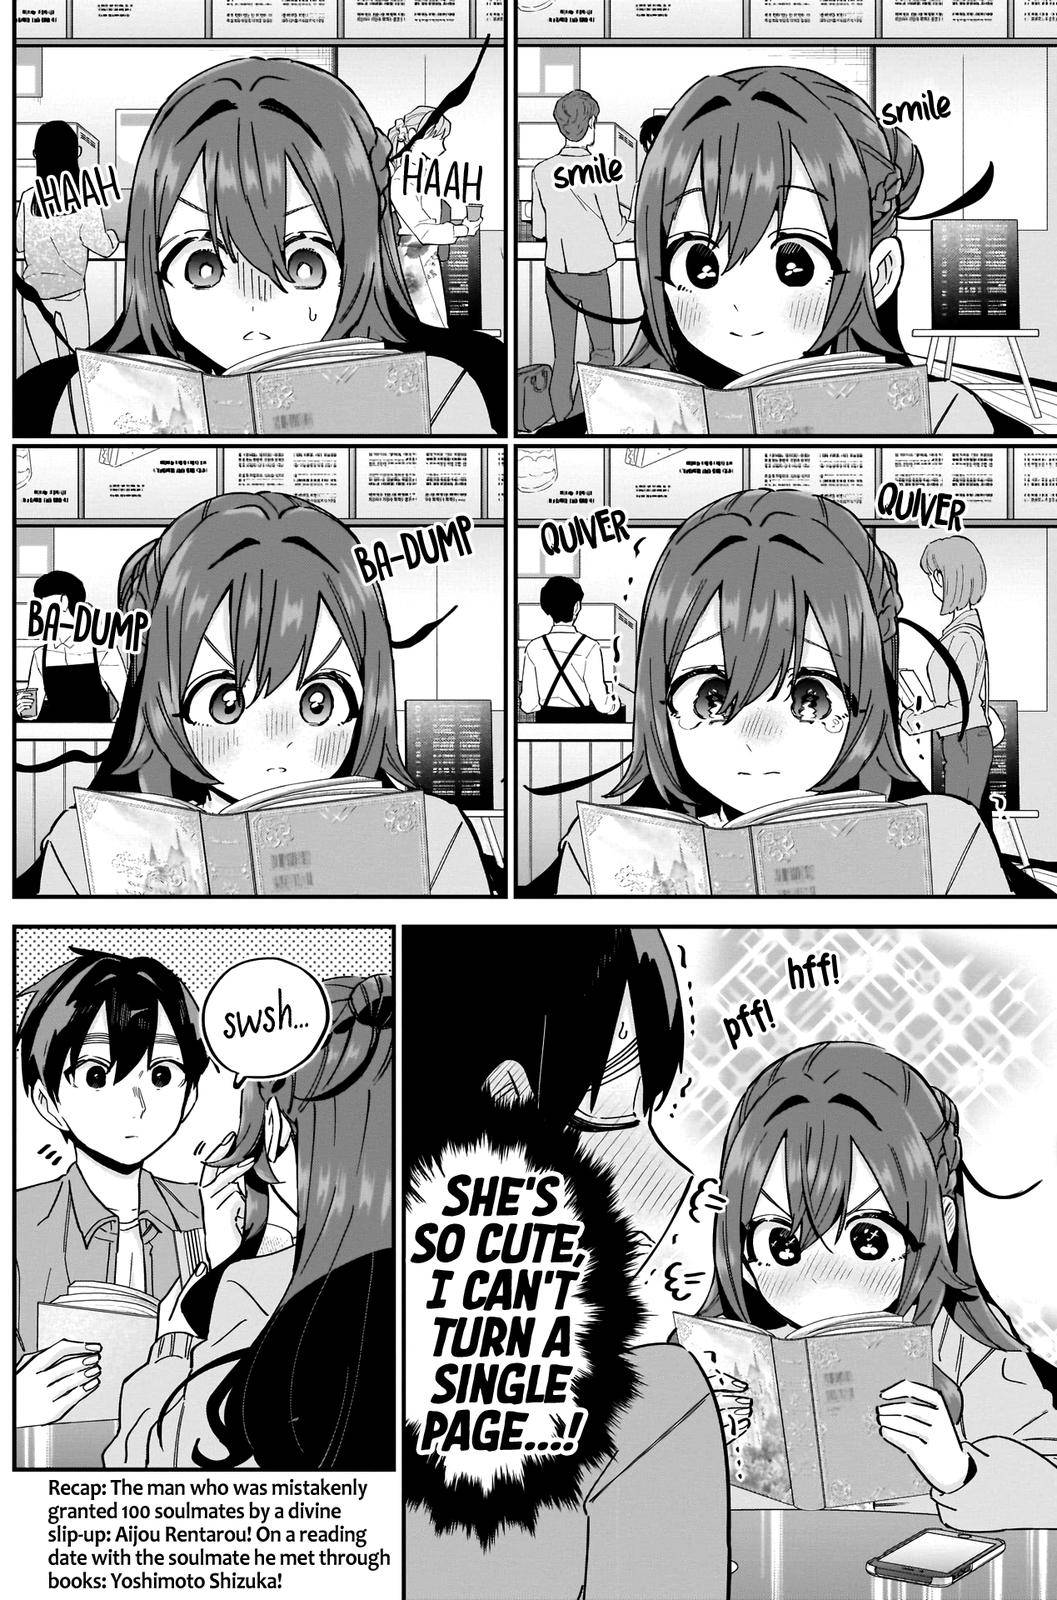 HAAH
HAAH
smile
smile
BA-DUMP
BA-DUMP
QUIVER
QUIVER
swsh...
hff!
pff!
SHE'S
SO CUTE,
I CAN'T
TURN A
SINGLE
PAGE...!
Recap: The man who was mistakenly
granted 100 soulmates by a divine
slip-up: Aijou Rentarou! On a reading
date with the soulmate he met through
books: Yoshimoto Shizuka!